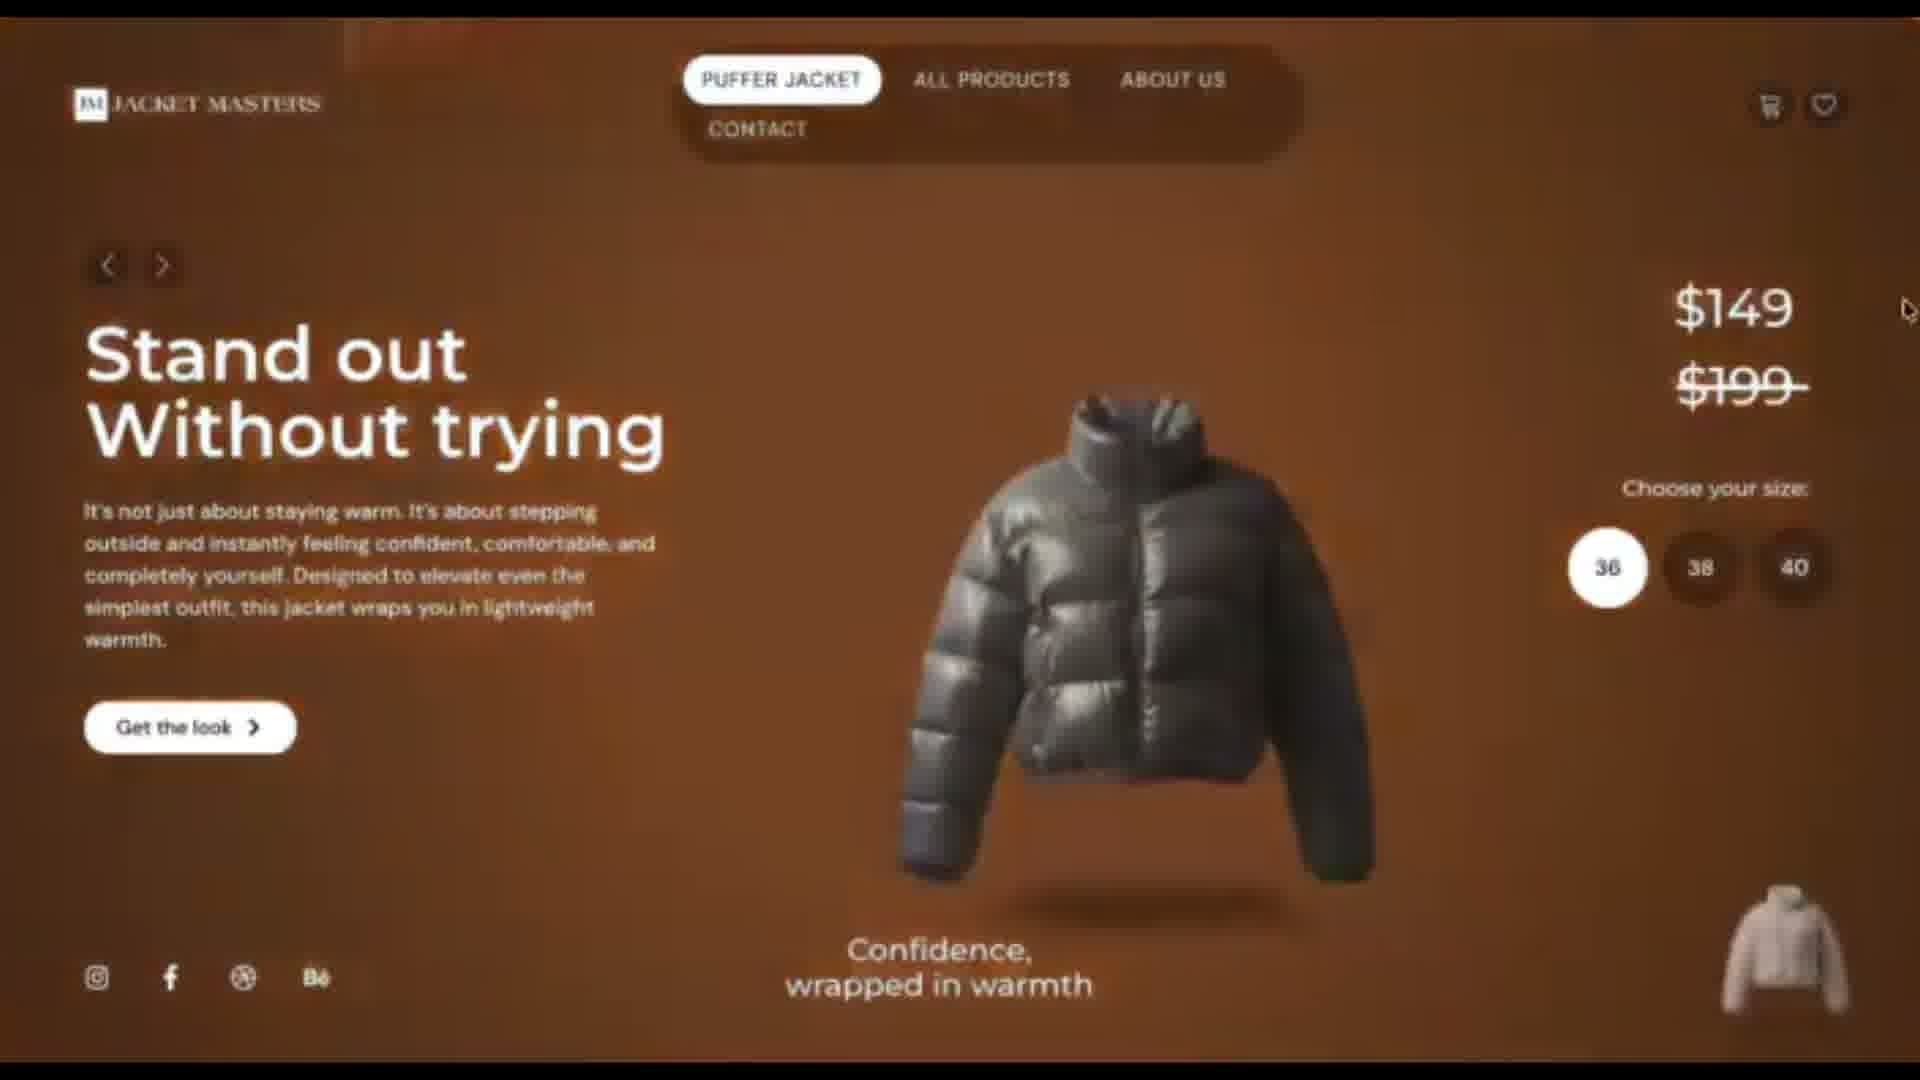 JM JACKET MASTERS
PUFFER JACKET ALL PRODUCTS ABOUT US
CONTACT
Stand out
Without trying
It's not just about staying warm. It's about stepping
outside and instantly feeling confident, comfortable, and
completely yourself. Designed to elevate even the
simplest outfit, this jacket wraps you in lightweight
warmth.
Get the look
$149
$199
Choose your size:
36 38 40
Confidence,
wrapped in warmth
Bē